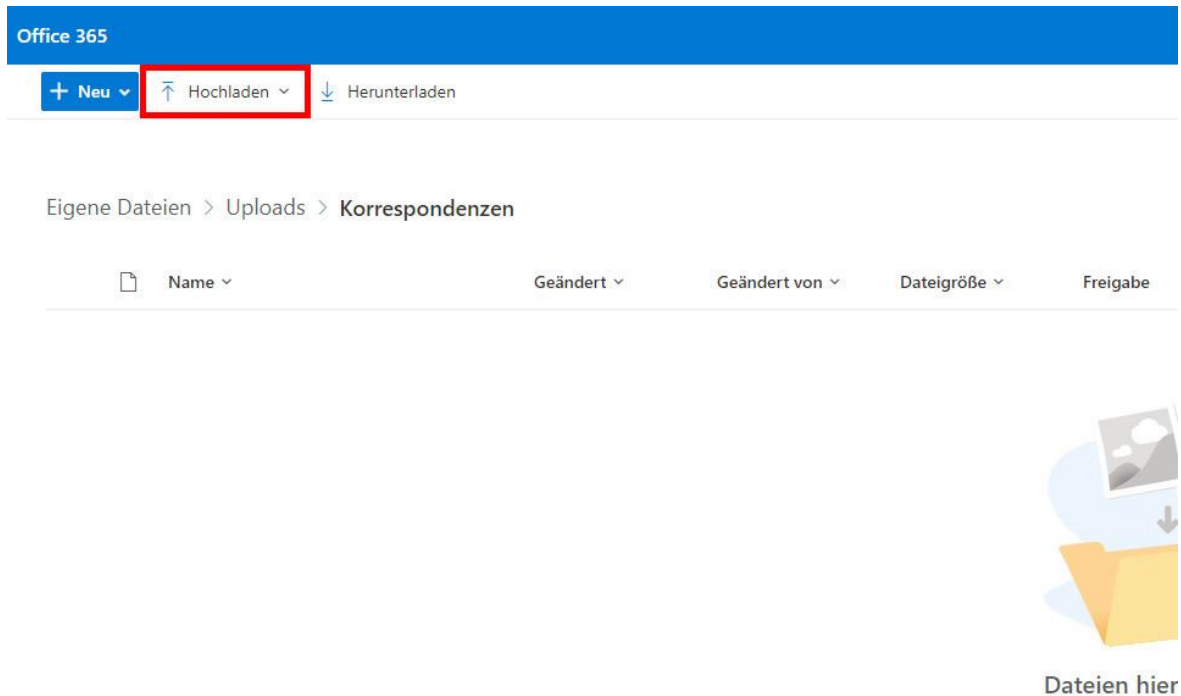 Office 365
Neu Hochladen Herunterladen
Eigene Dateien > Uploads > Korrespondenzen
Name Geändert Geändert von Dateigröße Freigabe
Dateien hier